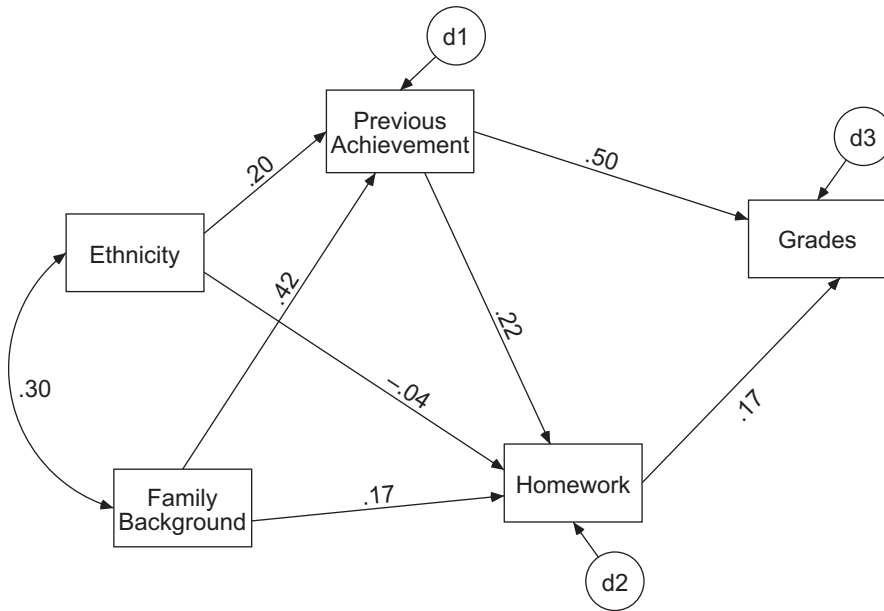 d1
Previous
Achievement
d3
.20
.50
Grades
Ethnicity
.42
.22
.30
–.04
.17
Family
Background
.17
Homework
d2